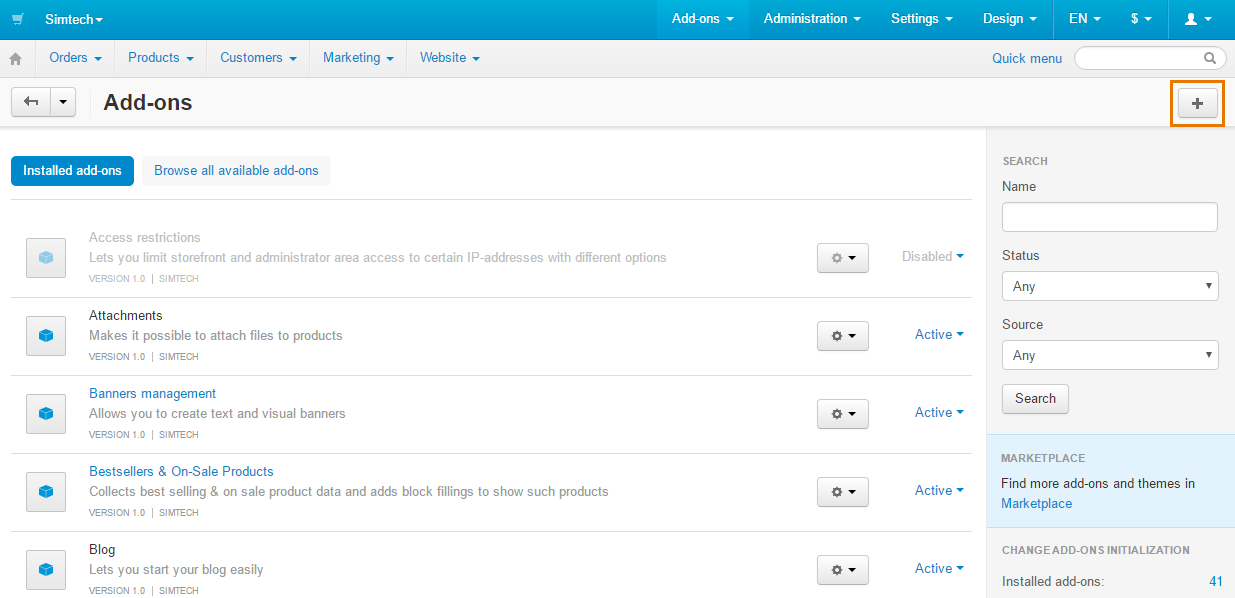 Simtech
Add-ons
Administration
Settings
Design
EN
$
Orders
Products
Customers
Marketing
Website
Quick menu
Add-ons
Installed add-ons
Browse all available add-ons
Access restrictions
Lets you limit storefront and administrator area access to certain IP-addresses with different options
VERSION 1.0 | SIMTECH
Disabled
Attachments
Makes it possible to attach files to products
VERSION 1.0 | SIMTECH
Active
Banners management
Allows you to create text and visual banners
VERSION 1.0 | SIMTECH
Active
Bestsellers & On-Sale Products
Collects best selling & on sale product data and adds block fillings to show such products
VERSION 1.0 | SIMTECH
Active
Blog
Lets you start your blog easily
VERSION 1.0 | SIMTECH
Active
SEARCH
Name
Status
Any
Source
Any
Search
MARKETPLACE
Find more add-ons and themes in
Marketplace
CHANGE ADD-ONS INITIALIZATION
Installed add-ons: 41